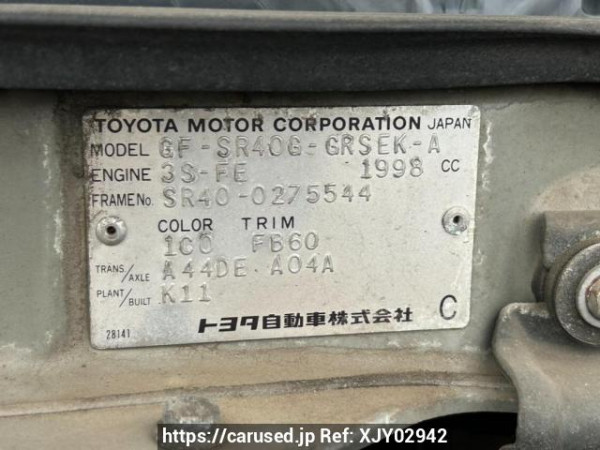 TOYOTA MOTOR CORPORATION JAPAN
MODEL GF-SR40G-GRSEK-A
ENGINE 3S-FE 1998 CC
FRAME No. SR40-0275544
COLOR TRIM
1C0 FB60
TRANS./AXLE A44DE A04A
PLANT/BUILT K11
トヨタ自動車株式会社 C
28141
https://carused.jp Ref: XJY02942